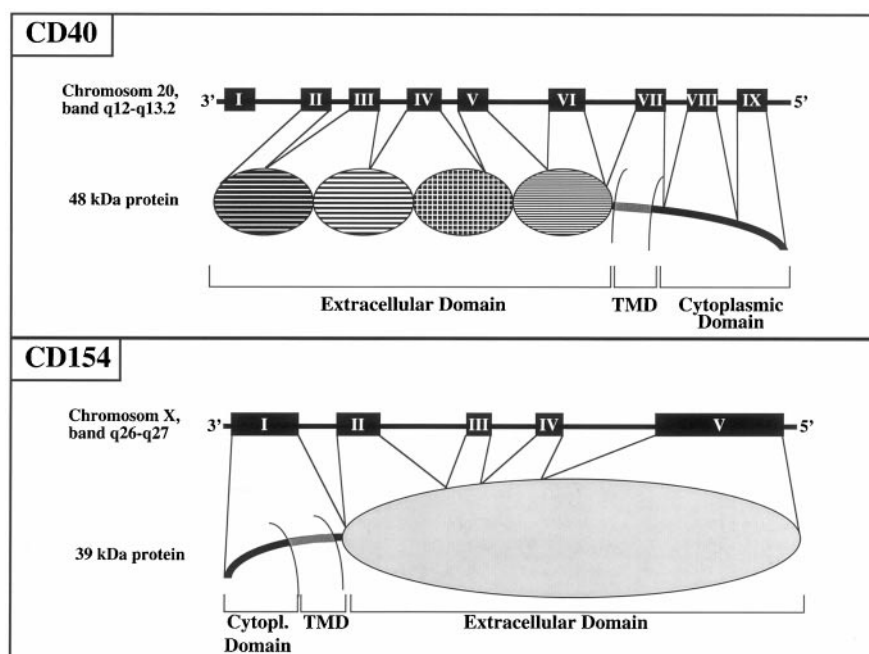 CD40
Chromosom 20,
band q12-q13.2
3’ I II III IV V VI VII VIII IX 5’
48 kDa protein
Extracellular Domain TMD Cytoplasmic
Domain
CD154
Chromosom X,
band q26-q27
3’ I II III IV V 5’
39 kDa protein
Cytopl. TMD Extracellular Domain
Domain